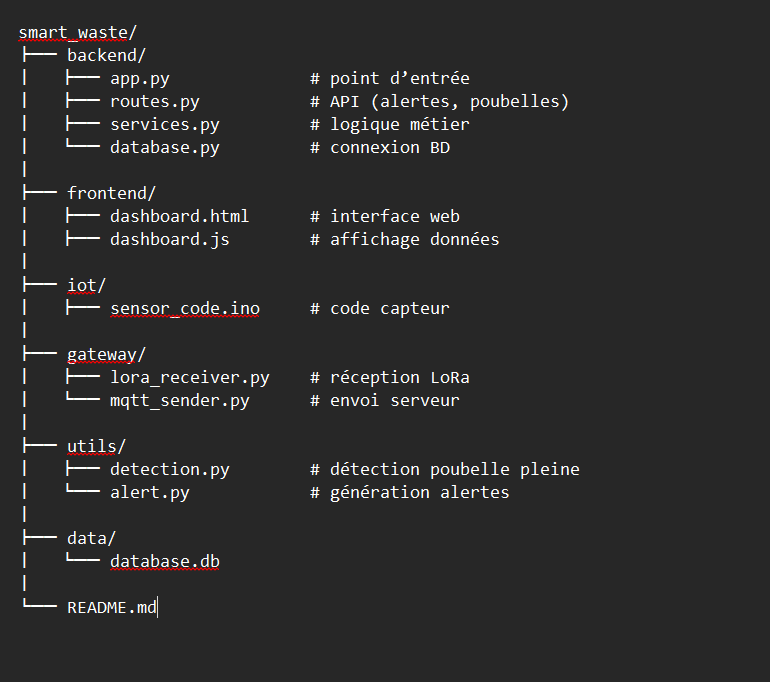 smart_waste/
├── backend/
│   ├── app.py              # point d’entrée
│   ├── routes.py           # API (alertes, poubelles)
│   ├── services.py         # logique métier
│   └── database.py         # connexion BD
│
├── frontend/
│   ├── dashboard.html      # interface web
│   ├── dashboard.js        # affichage données
│
├── iot/
│   ├── sensor_code.ino     # code capteur
│
├── gateway/
│   ├── lora_receiver.py    # réception LoRa
│   └── mqtt_sender.py      # envoi serveur
│
├── utils/
│   ├── detection.py        # détection poubelle pleine
│   └── alert.py            # génération alertes
│
├── data/
│   └── database.db
│
└── README.md